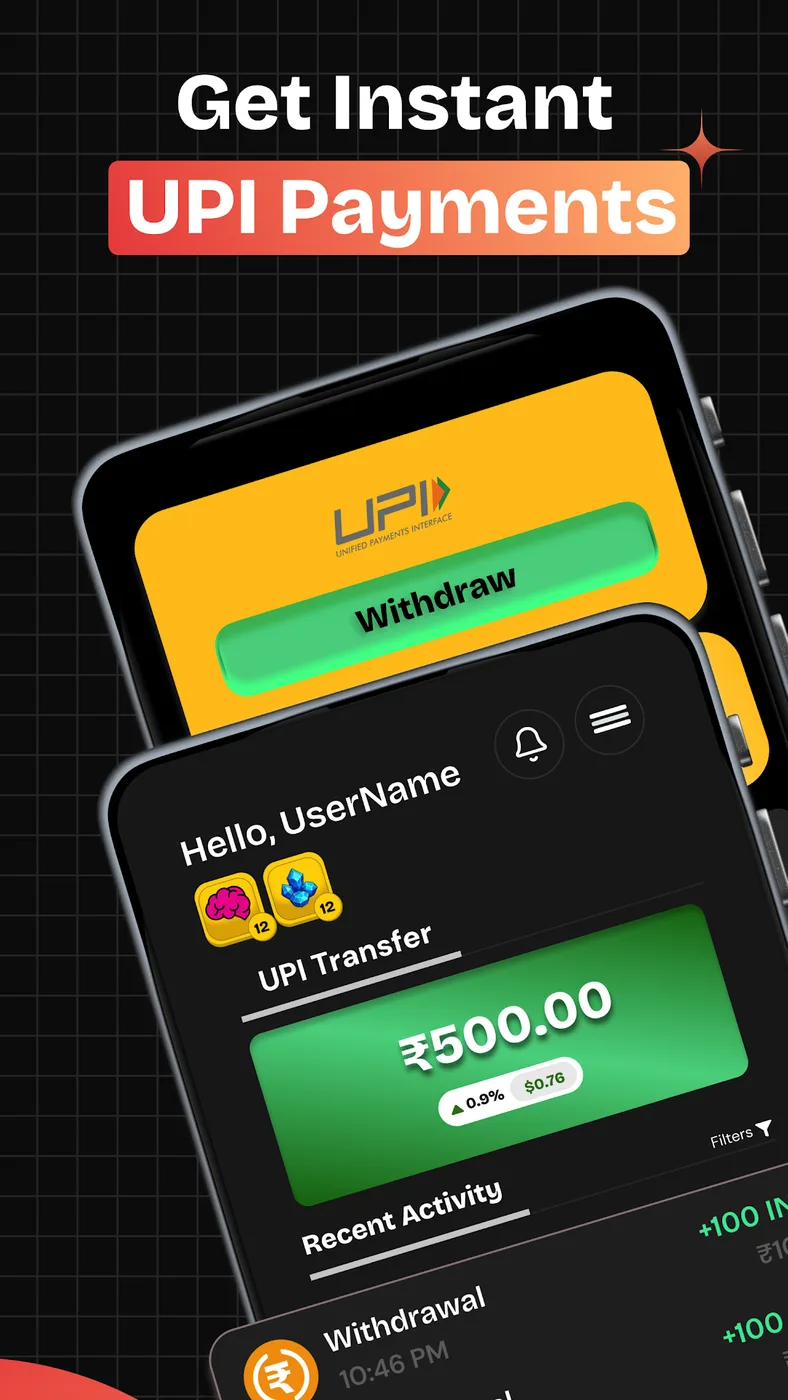 Get Instant
UPI Payments
UPI
UNIFIED PAYMENTS INTERFACE
Withdraw
Hello, UserName
12
12
UPI Transfer
₹500.00
0.9% $0.76
Filters
Recent Activity
+100
Withdrawal
10:46 PM
+100